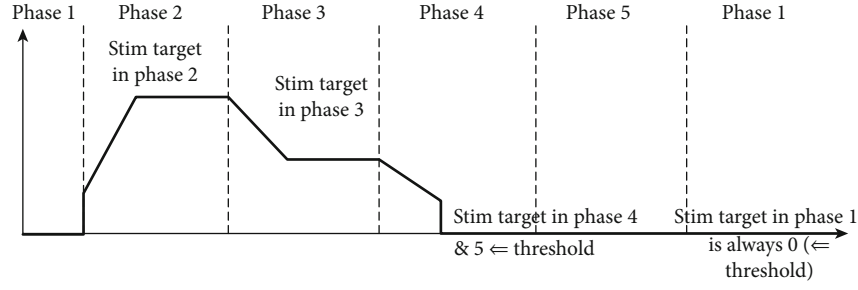 Phase 1
Phase 2
Phase 3
Phase 4
Phase 5
Phase 1
Stim target
in phase 2
Stim target
in phase 3
Stim target in phase 4
& 5 ⇐ threshold
Stim target in phase 1
is always 0 (⇐
threshold)